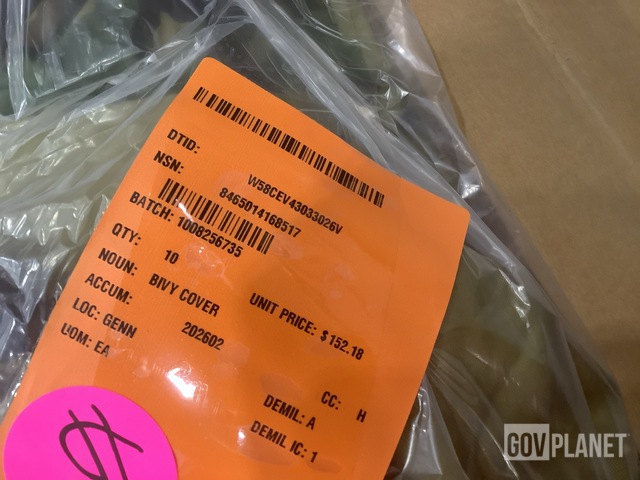 DTID:
W58CEV43033026V
NSN:
8465014168517
BATCH: 1008256735
QTY: 10
NOUN: BIVY COVER
UNIT PRICE: $152.18
ACCUM: 202602
LOC: GENN
UOM: EA
CC: H
DEMIL: A
DEMIL IC: 1
$
GOVPLANET